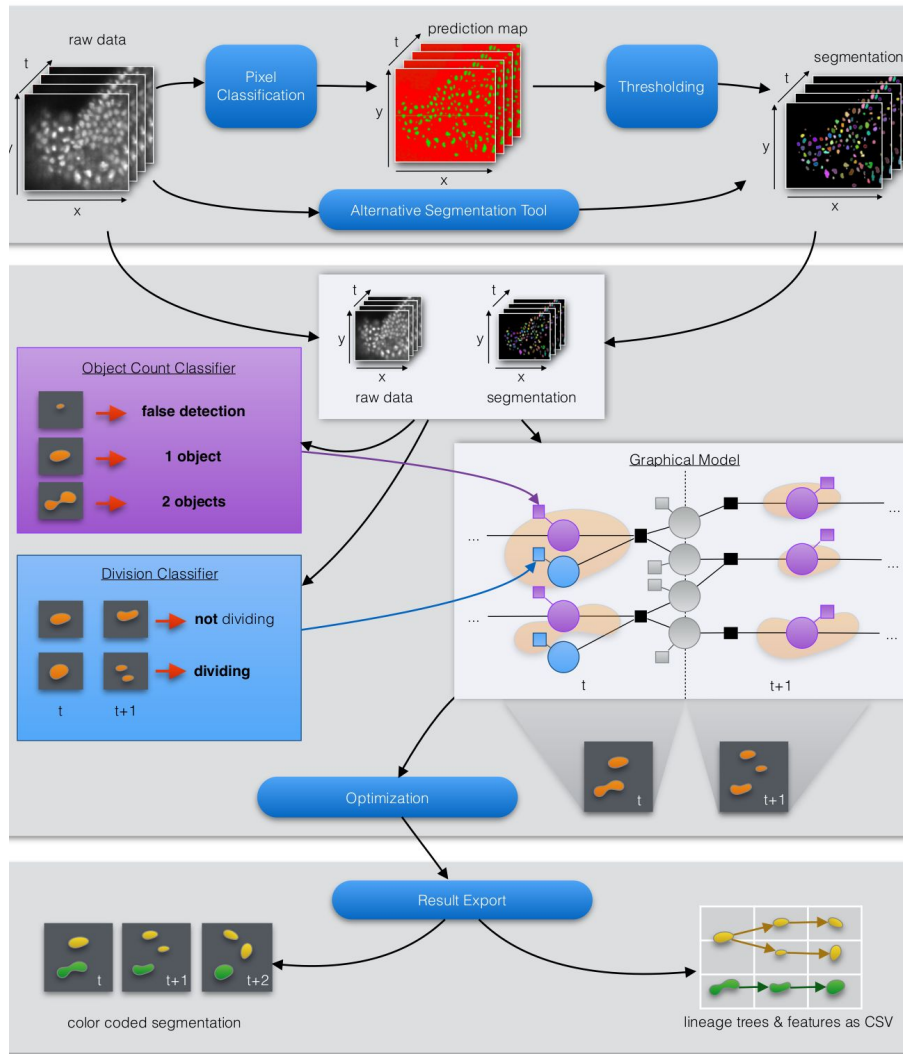 raw data
t
y
x
Pixel
Classification
prediction map
t
y
x
Thresholding
segmentation
t
y
x
Alternative Segmentation Tool
t
y
x
raw data
t
y
x
segmentation
Object Count Classifier
false detection
1 object
2 objects
Division Classifier
not dividing
dividing
t
t+1
Graphical Model
...
...
...
...
...
t
t+1
t
t+1
Optimization
Result Export
t
t+1
t+2
color coded segmentation
lineage trees & features as CSV